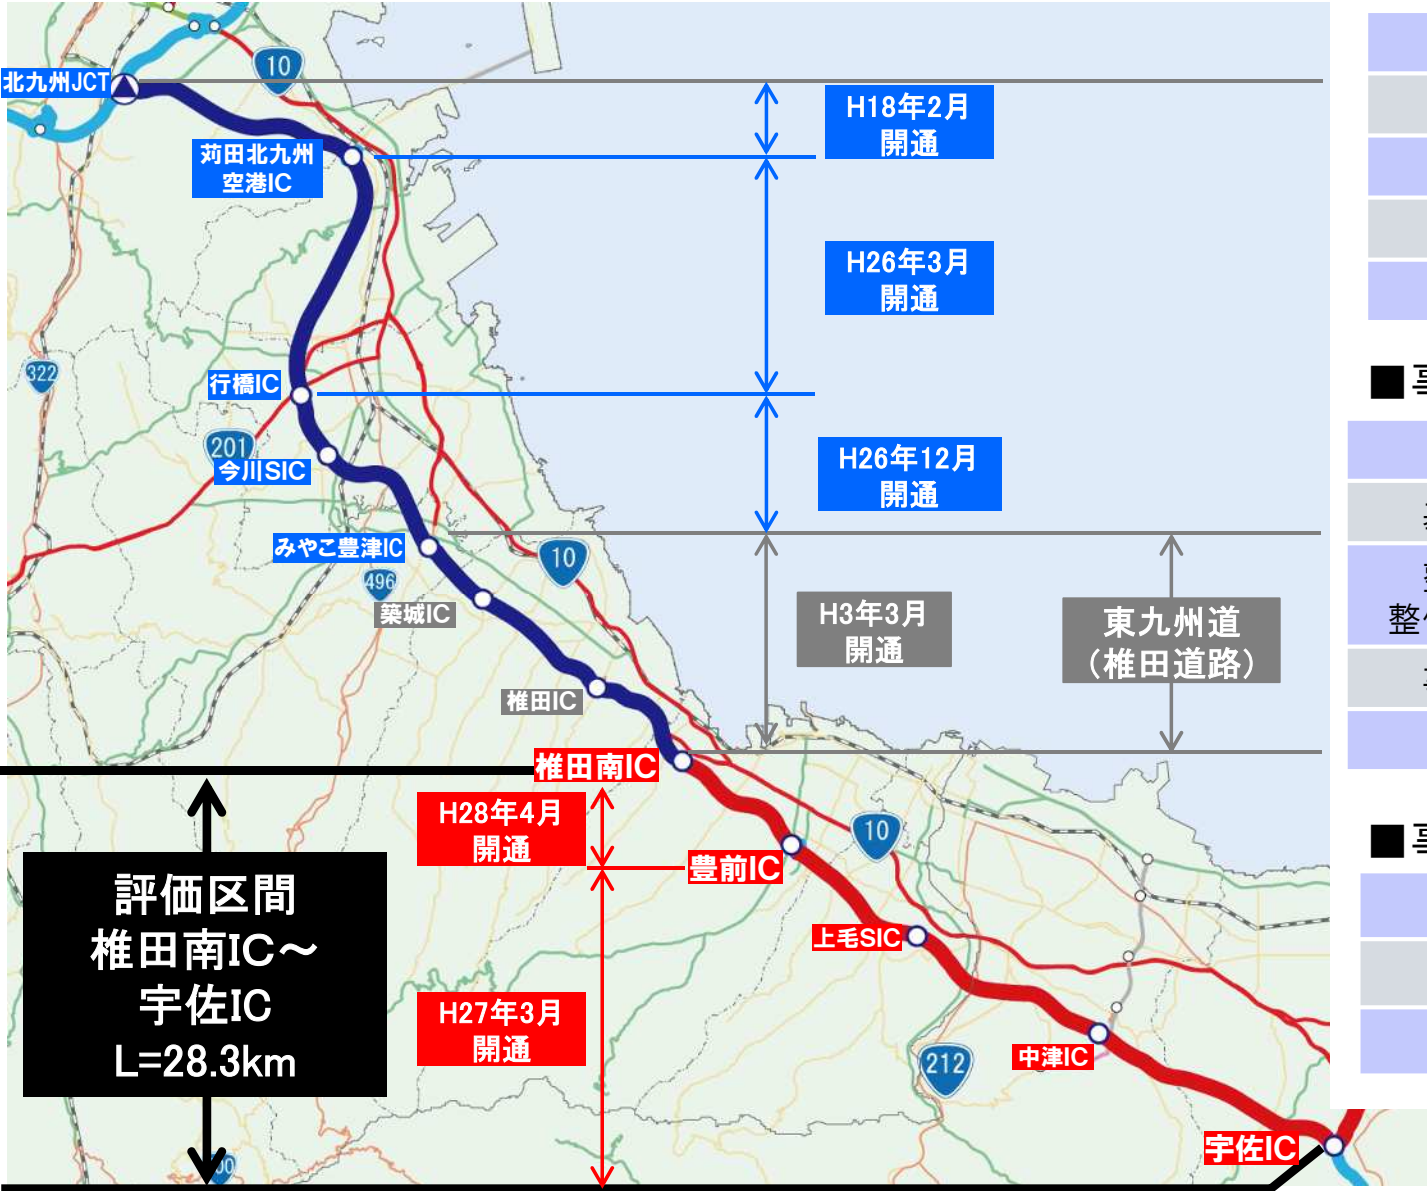 北九州JCT
10
H18年2月
開通
苅田北九州
空港IC
H26年3月
開通
322
行橋IC
201
今川SIC
H26年12月
開通
みやこ豊津IC
10
496
築城IC
H3年3月
開通
東九州道
（椎田道路）
椎田IC
椎田南IC
H28年4月
開通
10
豊前IC
評価区間
椎田南IC～
宇佐IC
L=28.3km
上毛SIC
H27年3月
開通
中津IC
212
宇佐IC
■
整
■